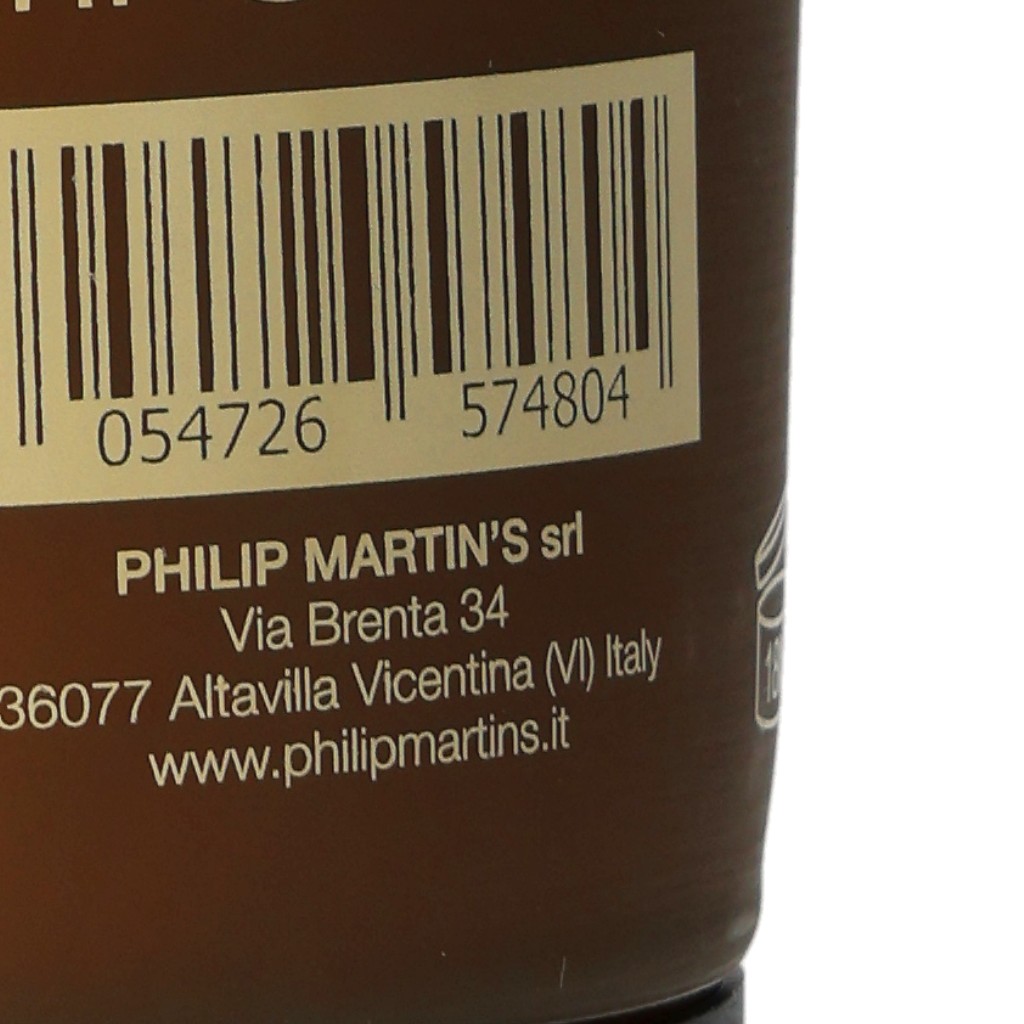 054726 574804
PHILIP MARTIN'S srl
Via Brenta 34
36077 Altavilla Vicentina (VI) Italy
www.philipmartins.it